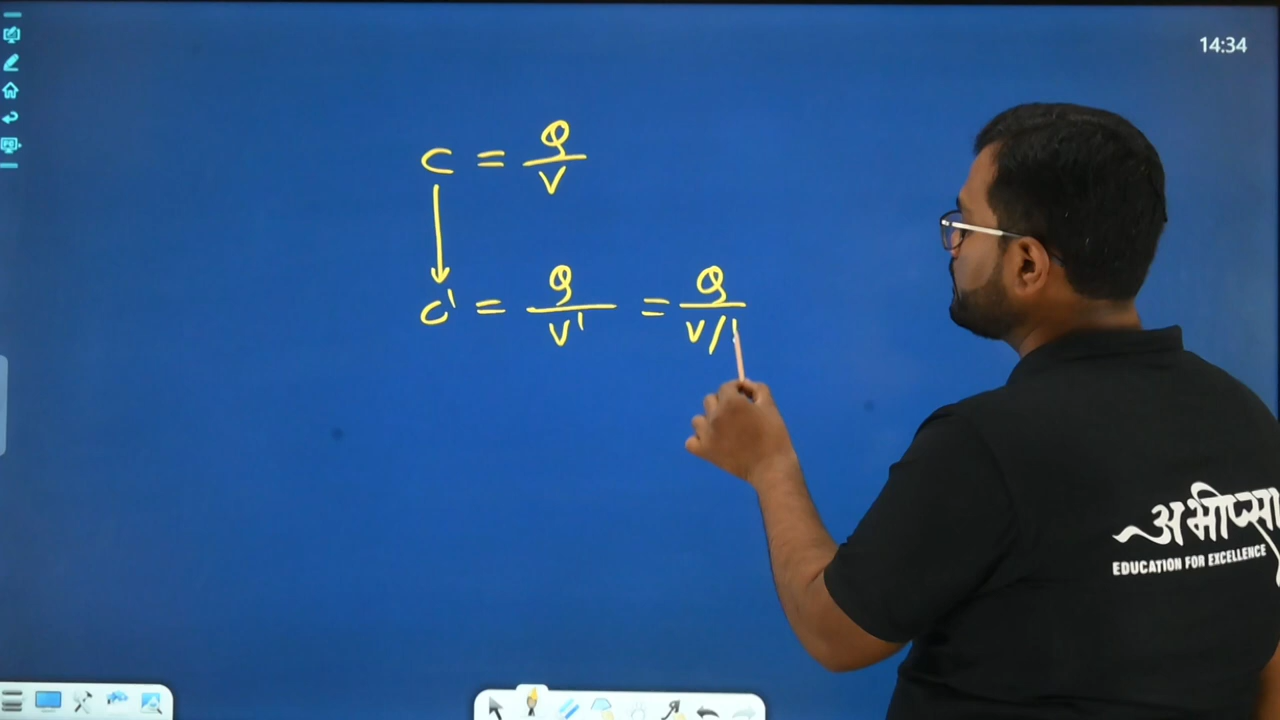 14:34
C = Q/V
C' = Q/V' = Q/V/
अभीप्सा
EDUCATION FOR EXCELLENCE